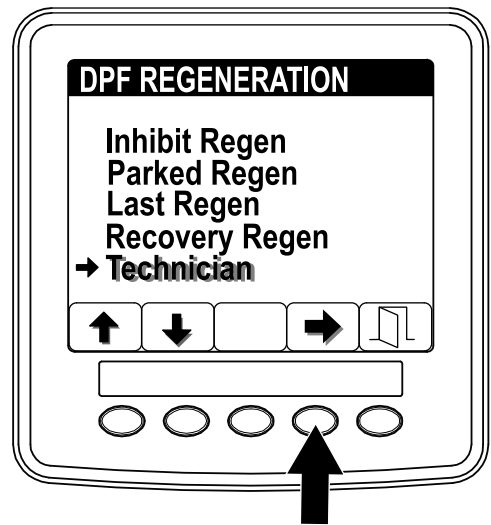 DPF REGENERATION
Inhibit Regen
Parked Regen
Last Regen
Recovery Regen
Technician